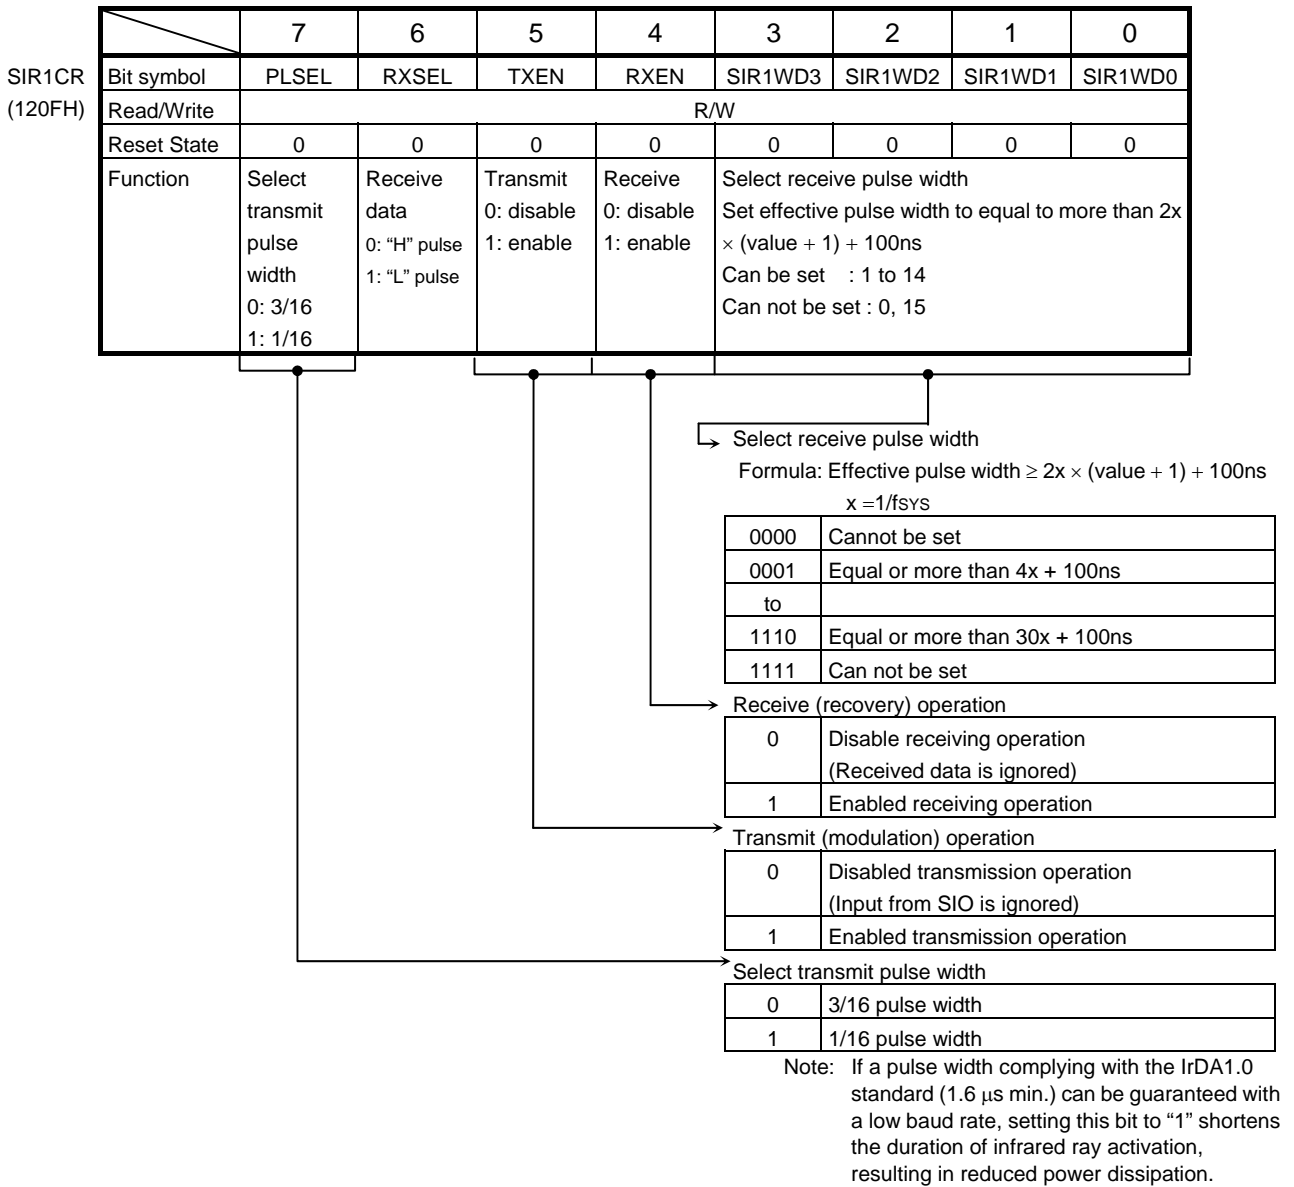 7 6 5 4 3 2 1 0
SIR1CR Bit symbol PLSEL RXSEL TXEN RXEN SIR1WD3 SIR1WD2 SIR1WD1 SIR1WD0
(120FH) Read/Write R/W
Reset State 0 0 0 0 0 0 0 0
Function Select Receive Transmit Receive Select receive pulse width
transmit data 0: disable 0: disable Set effective pulse width to equal to more than 2x
pulse 0: “H” pulse 1: enable 1: enable × (value + 1) + 100ns
width 1: “L” pulse Can be set : 1 to 14
0: 3/16 Can not be set : 0, 15
1: 1/16
Select receive pulse width
Formula: Effective pulse width ≥ 2x × (value + 1) + 100ns
x =1/fSYS
0000 Cannot be set
0001 Equal or more than 4x + 100ns
to
1110 Equal or more than 30x + 100ns
1111 Can not be set
Receive (recovery) operation
0 Disable receiving operation
(Received data is ignored)
1 Enabled receiving operation
Transmit (modulation) operation
0 Disabled transmission operation
(Input from SIO is ignored)
1 Enabled transmission operation
Select transmit pulse width
0 3/16 pulse width
1 1/16 pulse width
Note: If a pulse width complying with the IrDA1.0
standard (1.6 μs min.) can be guaranteed with
a low baud rate, setting this bit to “1” shortens
the duration of infrared ray activation,
resulting in reduced power dissipation.